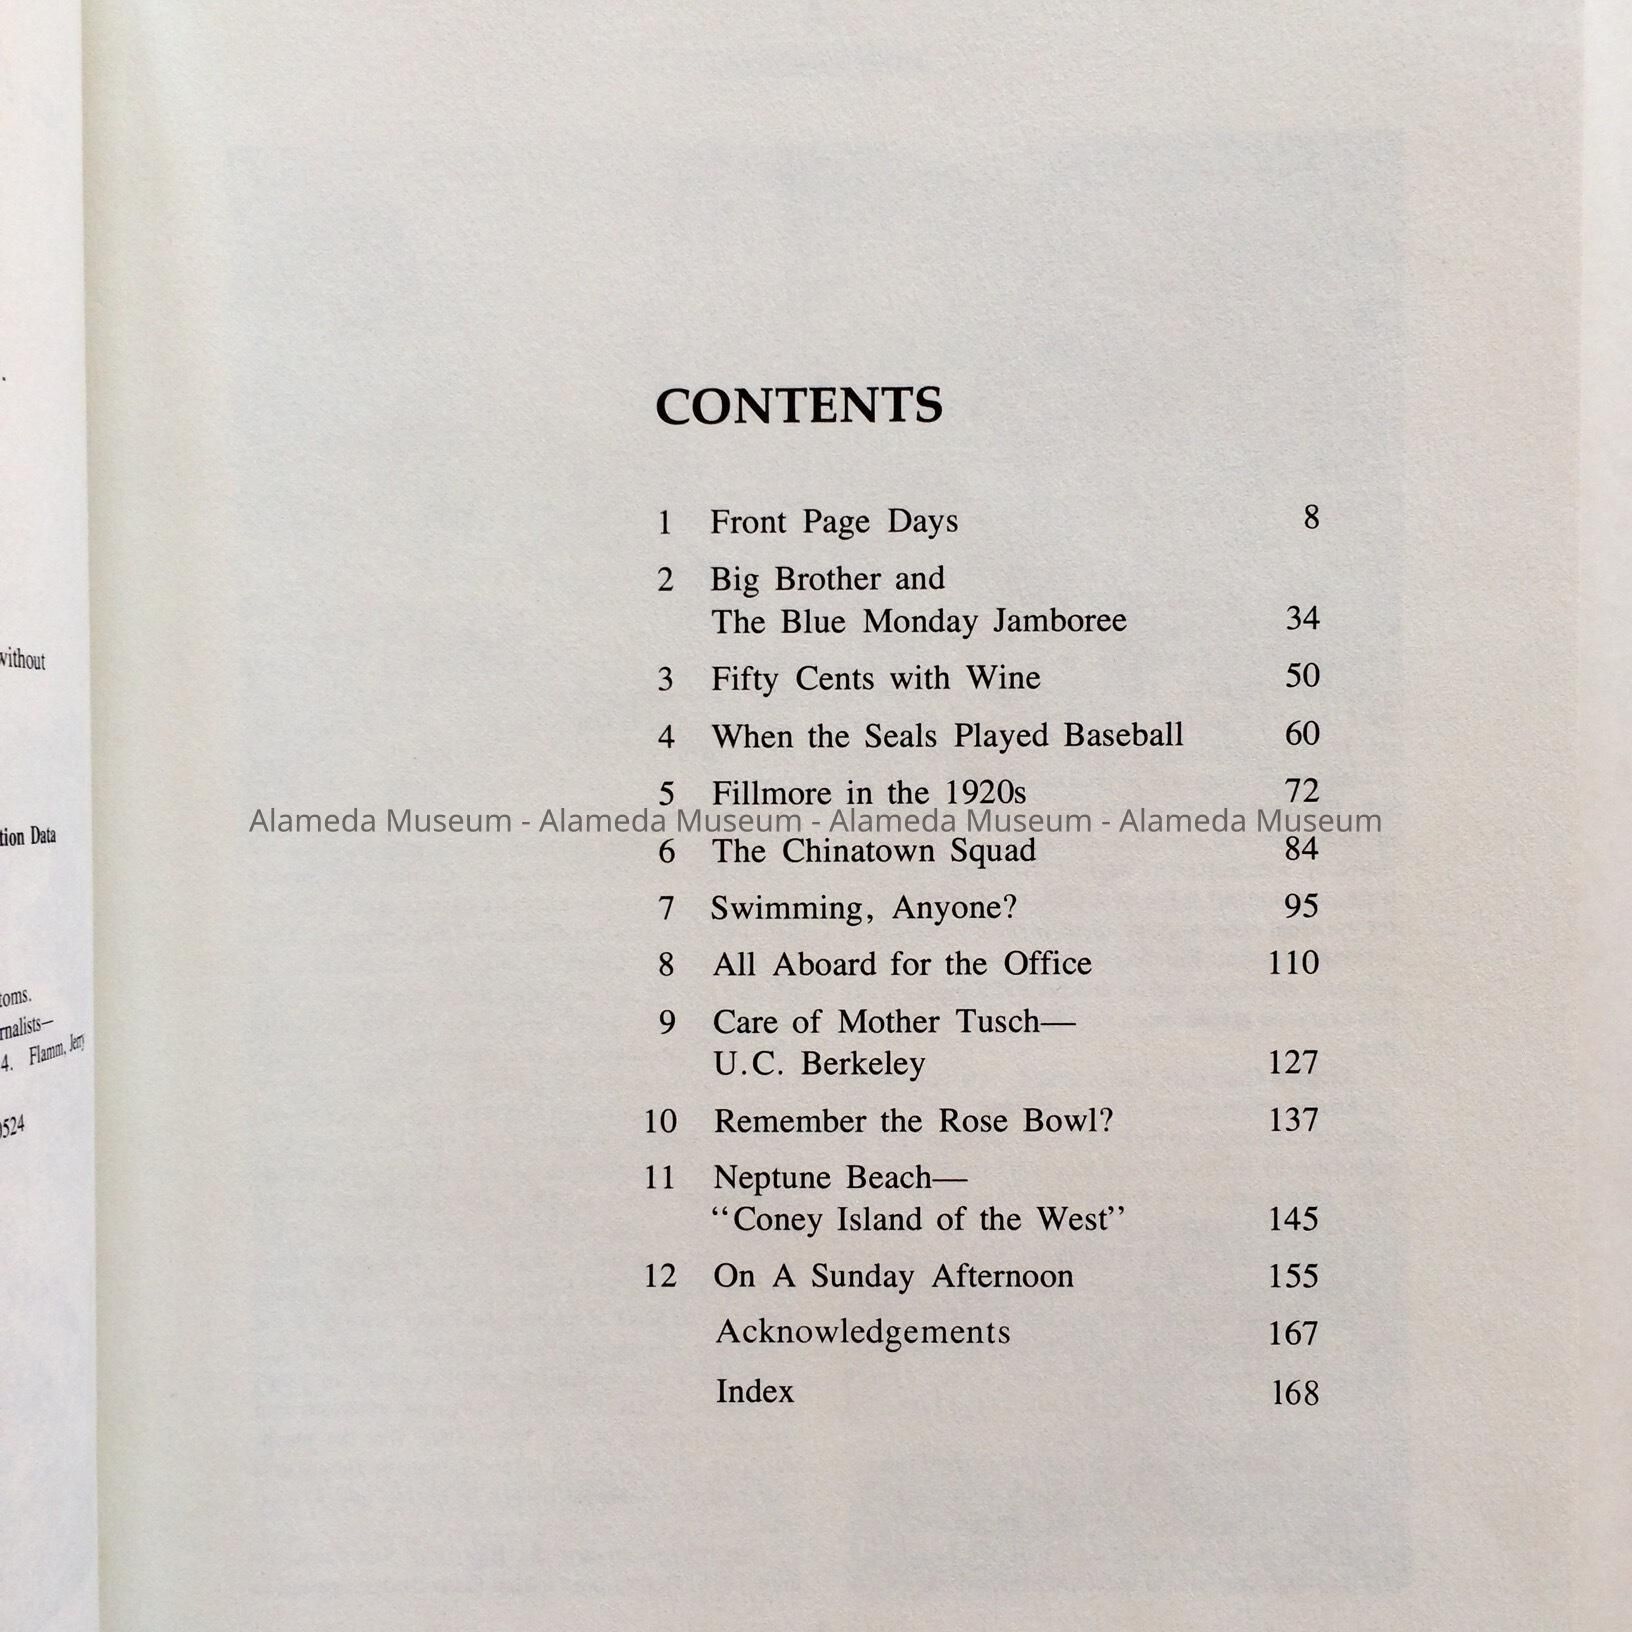 without
tion Data
4. Flamm, Jerry
CONTENTS
1 Front Page Days 8
2 Big Brother and
The Blue Monday Jamboree 34
3 Fifty Cents with Wine 50
4 When the Seals Played Baseball 60
5 Fillmore in the 1920s 72
Alameda Museum - Alameda Museum - Alameda Museum - Alameda Museum
6 The Chinatown Squad 84
7 Swimming, Anyone? 95
8 All Aboard for the Office 110
9 Care of Mother Tusch—
U.C. Berkeley 127
10 Remember the Rose Bowl? 137
11 Neptune Beach—
“Coney Island of the West” 145
12 On A Sunday Afternoon 155
Acknowledgements 167
Index 168